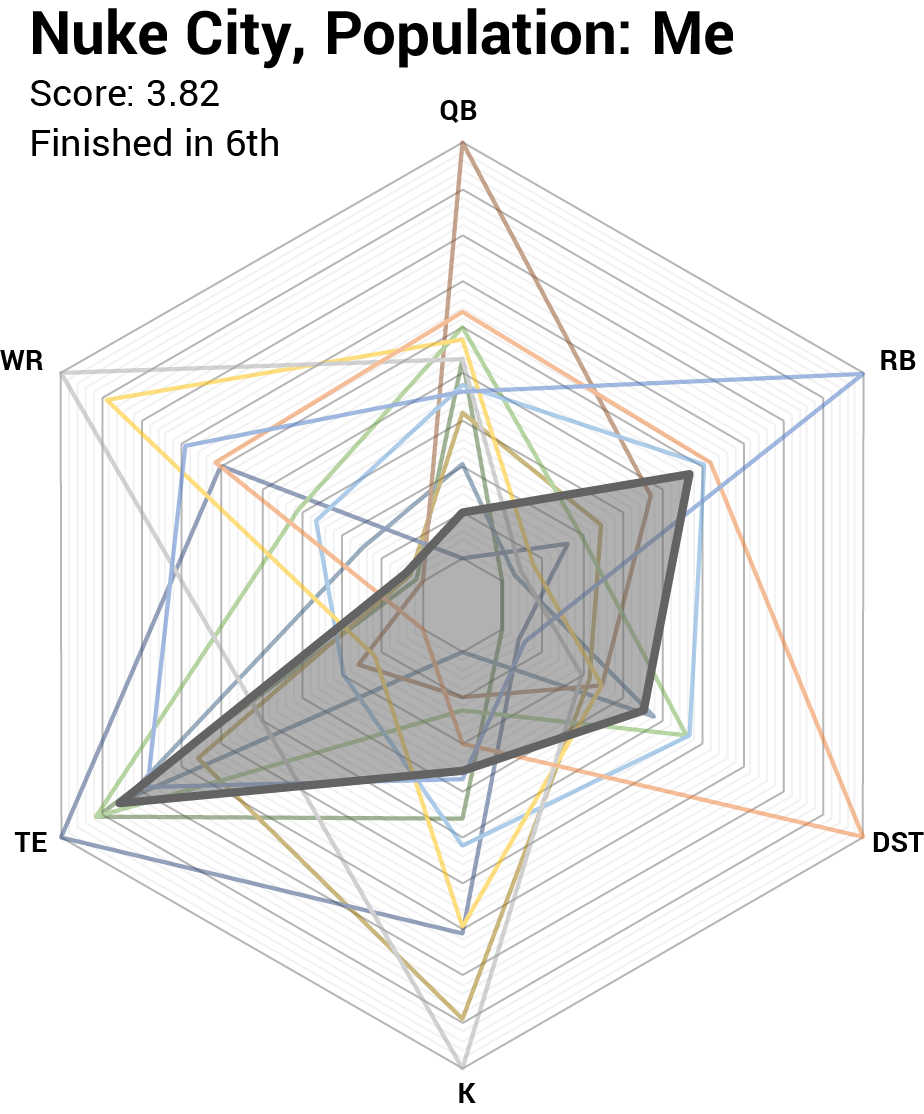 Nuke City, Population: Me
Score: 3.82
Finished in 6th
QB
WR
RB
TE
DST
K